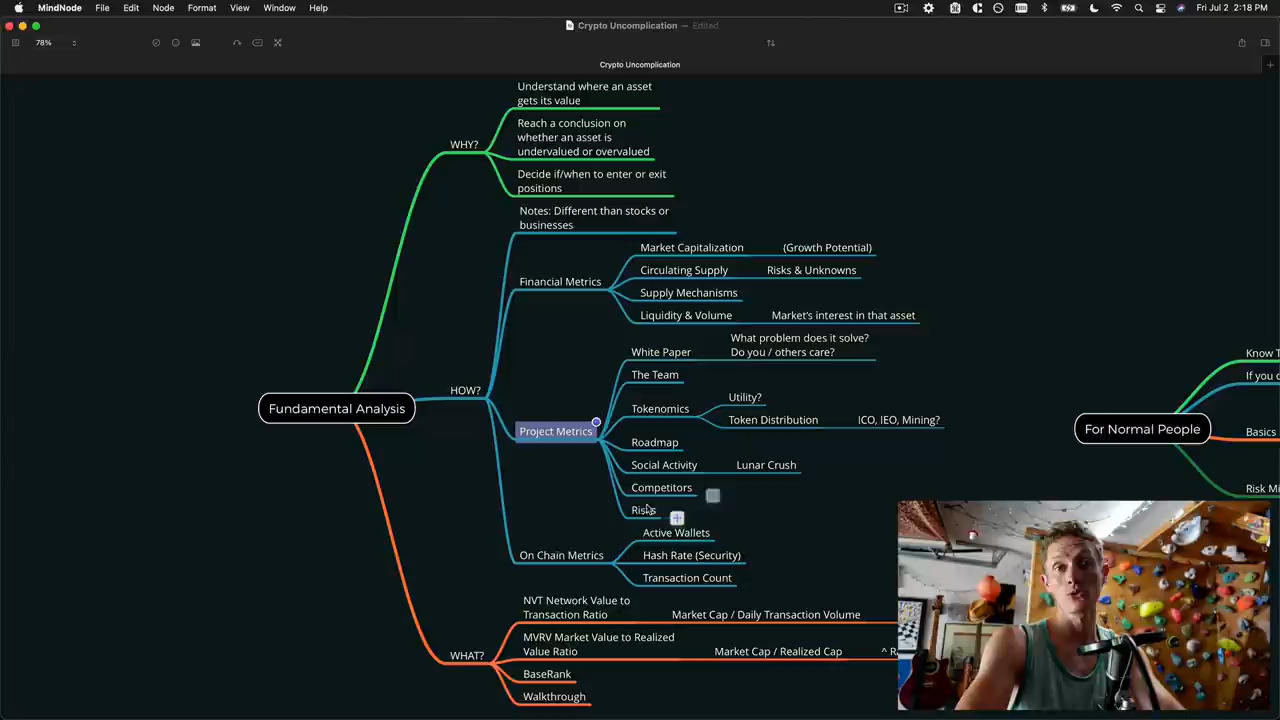 MindNode File Edit Node Format View Window Help Fri Jul 2 2:18 PM
Crypto Uncomplication — Edited
78%
Crypto Uncomplication
Understand where an asset
gets its value
Reach a conclusion on
whether an asset is
undervalued or overvalued
WHY?
Decide if/when to enter or exit
positions
Notes: Different than stocks or
businesses
Market Capitalization (Growth Potential)
Circulating Supply Risks & Unknowns
Financial Metrics
Supply Mechanisms
Liquidity & Volume Market's interest in that asset
What problem does it solve?
White Paper Do you / others care?
Know T
The Team
If you c
HOW?
Utility?
Tokenomics
Token Distribution ICO, IEO, Mining?
Fundamental Analysis
For Normal People
Project Metrics
Basics
Roadmap
Social Activity Lunar Crush
Competitors
Risk Mi
Risks
Active Wallets
On Chain Metrics Hash Rate (Security)
Transaction Count
NVT Network Value to
Transaction Ratio Market Cap / Daily Transaction Volume
MVRV Market Value to Realized
Value Ratio Market Cap / Realized Cap ^ R
WHAT?
BaseRank
Walkthrough